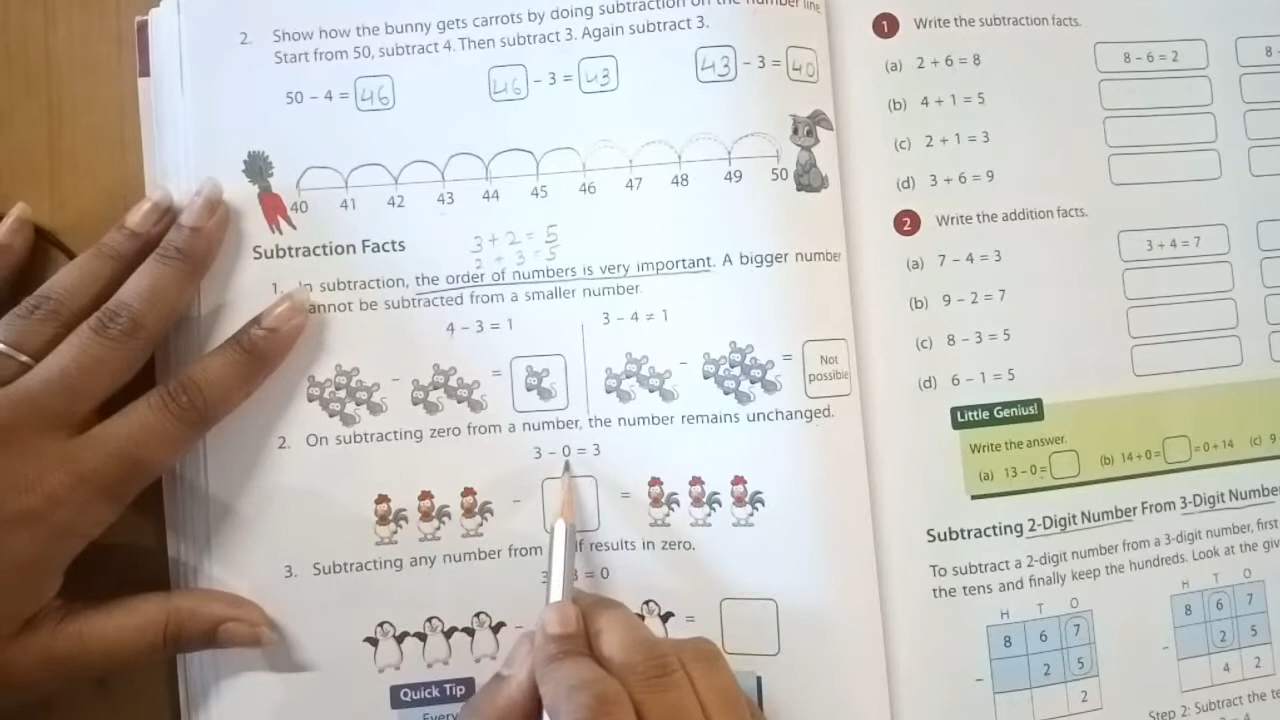 2. Show how the bunny gets carrots by doing subtraction on the number line
Start from 50, subtract 4. Then subtract 3. Again subtract 3.
50 – 4 = 46
46 – 3 = 43
43 – 3 = 40
40 41 42 43 44 45 46 47 48 49 50
Subtraction Facts
3 + 2 = 5
2 + 3 = 5
1. In subtraction, the order of numbers is very important. A bigger number
annot be subtracted from a smaller number.
4 – 3 = 1
3 – 4 ≠ 1
– =
– = Not
possible
2. On subtracting zero from a number, the number remains unchanged.
3 – 0 = 3
– =
3. Subtracting any number from lf results in zero.
3 3 = 0
– =
Quick Tip
Every
1 Write the subtraction facts.
(a) 2 + 6 = 8 8 – 6 = 2 8
(b) 4 + 1 = 5
(c) 2 + 1 = 3
(d) 3 + 6 = 9
2 Write the addition facts.
(a) 7 – 4 = 3 3 + 4 = 7
(b) 9 – 2 = 7
(c) 8 – 3 = 5
(d) 6 – 1 = 5
Little Genius!
Write the answer.
(a) 13 – 0 = (b) 14 + 0 = = 0 + 14 (c) 9
Subtracting 2-Digit Number From 3-Digit Numbe
To subtract a 2-digit number from a 3-digit number, first
the tens and finally keep the hundreds. Look at the giv
H T O
8 6 7
– 2 5
2
H T O
8 6 7
– 2 5
4 2
Step 2: Subtract the te